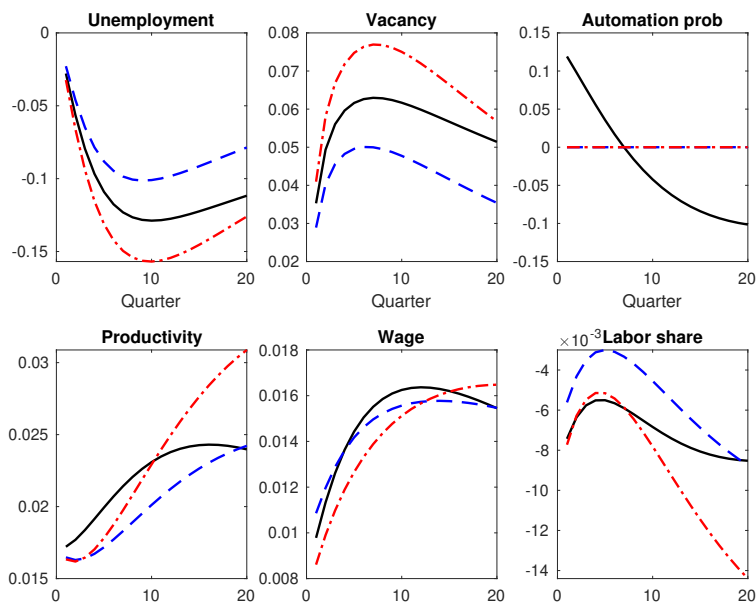 Unemployment
0
-0.05
-0.1
-0.15
0 10 20
Quarter
Vacancy
0.08
0.07
0.06
0.05
0.04
0.03
0.02
0 10 20
Quarter
Automation prob
0.15
0.1
0.05
0
-0.05
-0.1
-0.15
0 10 20
Quarter
Productivity
0.03
0.025
0.02
0.015
0 10 20
Wage
0.018
0.016
0.014
0.012
0.01
0.008
0 10 20
×10-3 Labor share
-4
-6
-8
-10
-12
-14
0 10 20